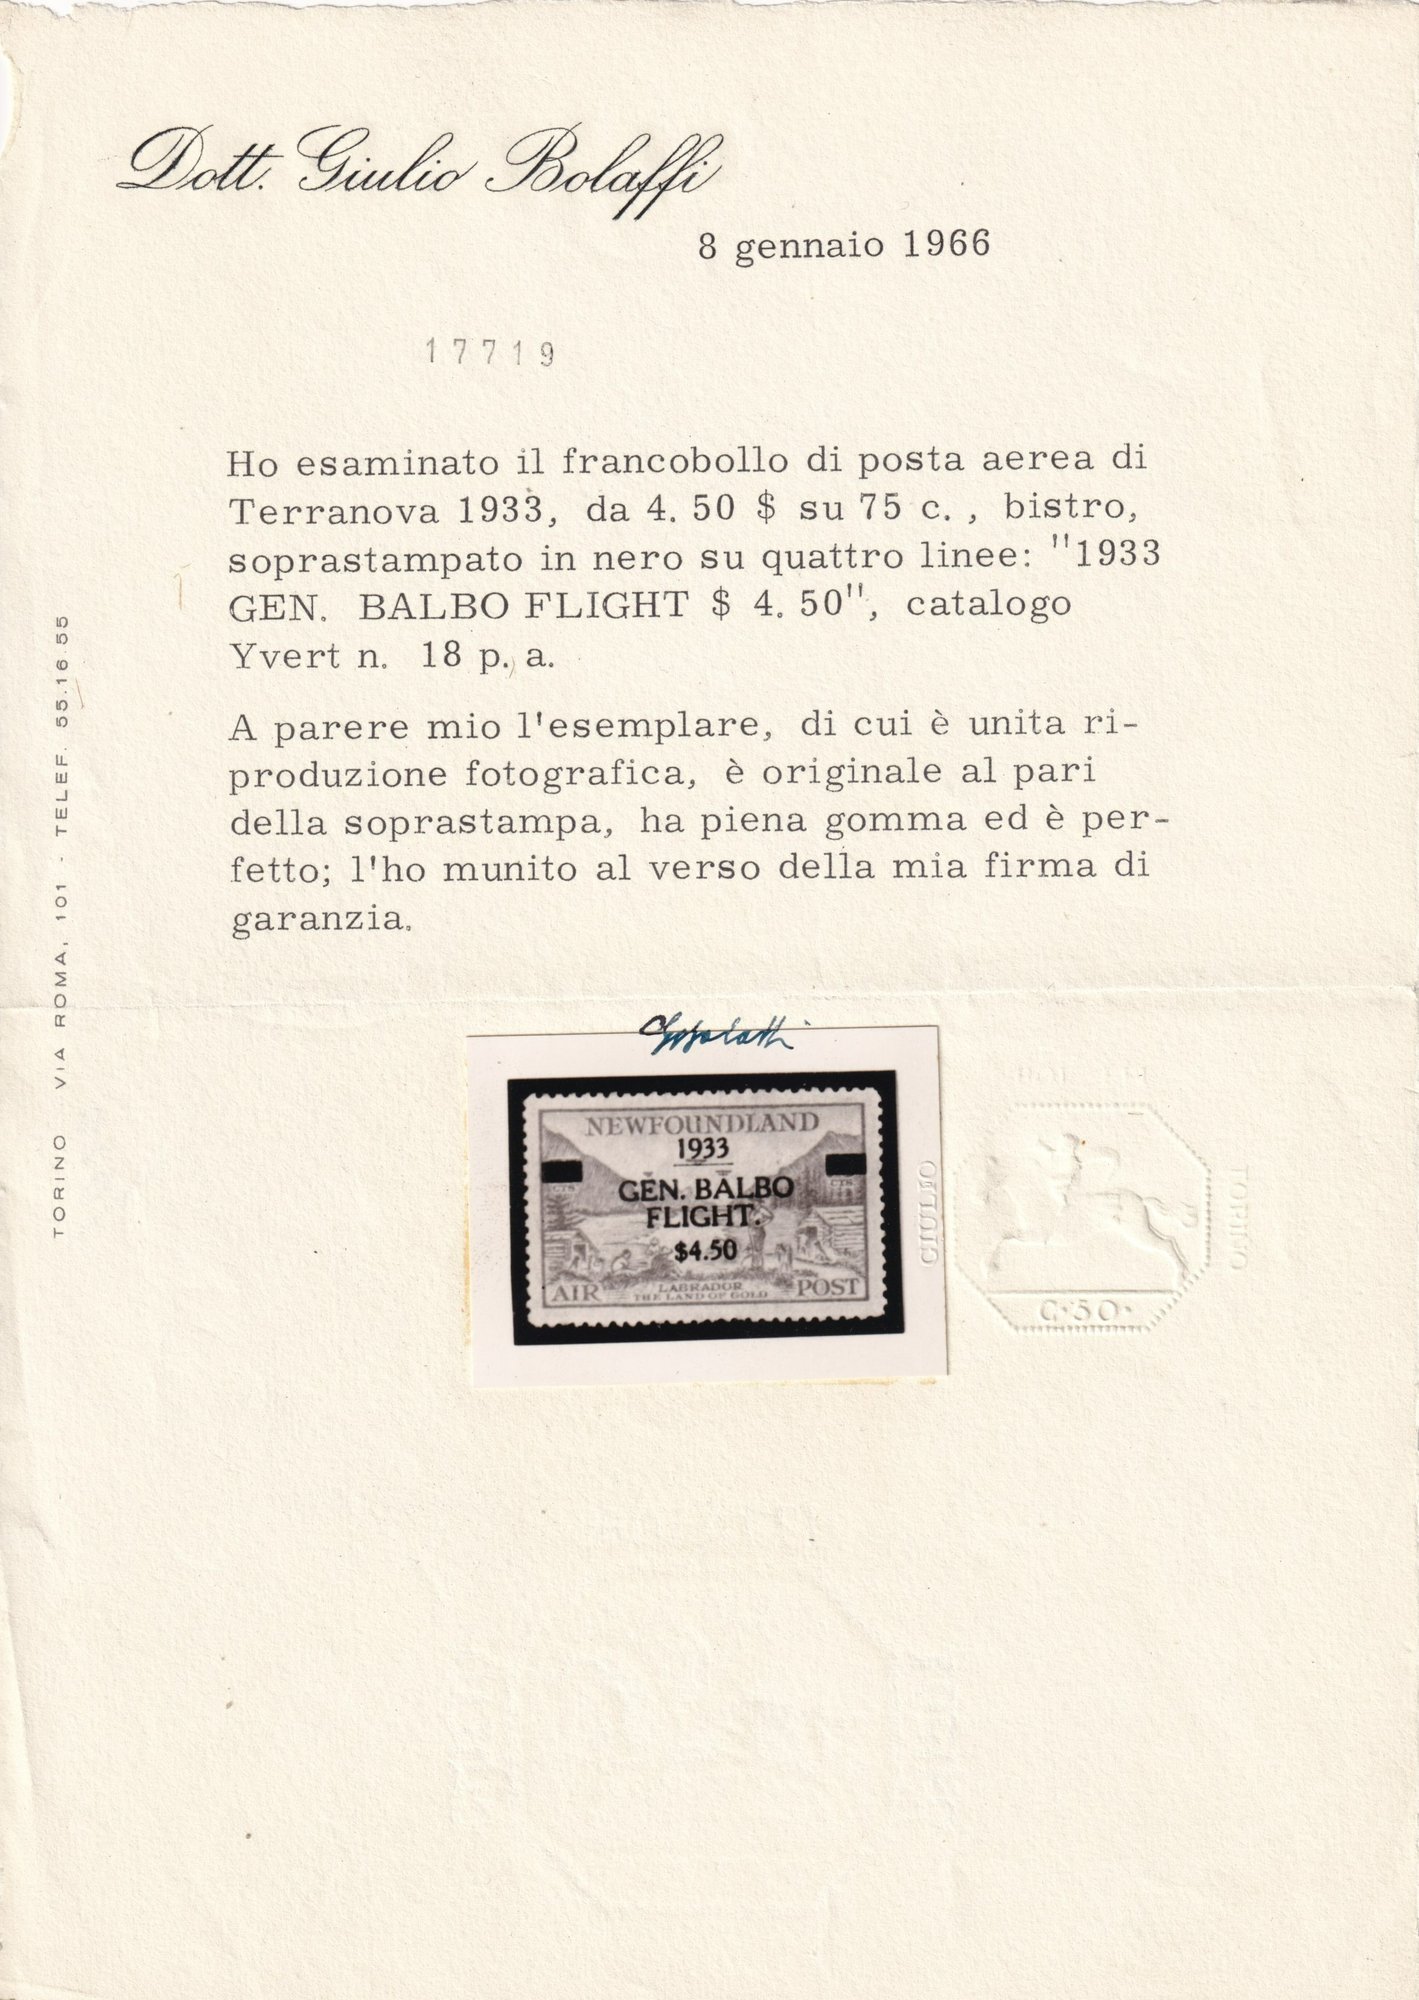 Dott. Giulio Bolaffi
8 gennaio 1966
17719
Ho esaminato il francobollo di posta aerea di
Terranova 1933, da 4. 50 $ su 75 c. , bistro,
soprastampato in nero su quattro linee: "1933
GEN. BALBO FLIGHT $ 4. 50", catalogo
Yvert n. 18 p. a.
A parere mio l'esemplare, di cui è unita ri-
produzione fotografica, è originale al pari
della soprastampa, ha piena gomma ed è per-
fetto; l'ho munito al verso della mia firma di
garanzia.
TORINO VIA ROMA, 101 - TELEF. 55.16 55
GBolaffi
NEWFOUNDLAND
1933
CTS CTS
GEN. BALBO
FLIGHT.
$4.50
AIR LABRADOR POST
THE LAND OF GOLD
GIULIO
TORINO
C·50·